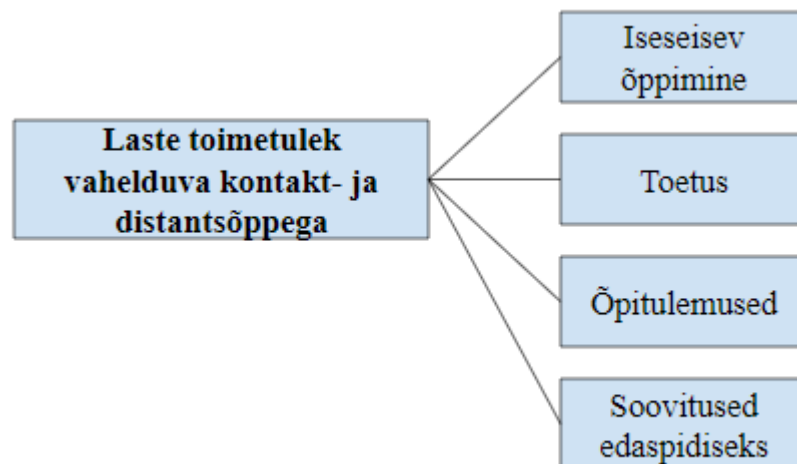 Iseseisev
õppimine
Laste toimetulek
vahelduva kontakt- ja
distantsõppega
Toetus
Õpitulemused
Soovitused
edaspidiseks